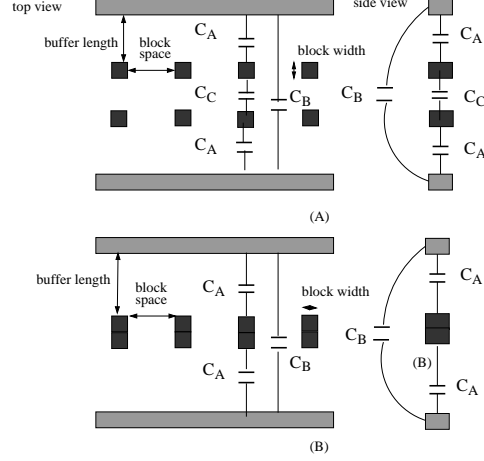 top view
side view
C_A
C_A
buffer length
block
space
block width
C_C
C_B
C_B
C_C
C_A
C_A
(A)
buffer length
block
space
C_A
C_A
block width
C_B
C_B
(B)
C_A
C_A
(B)